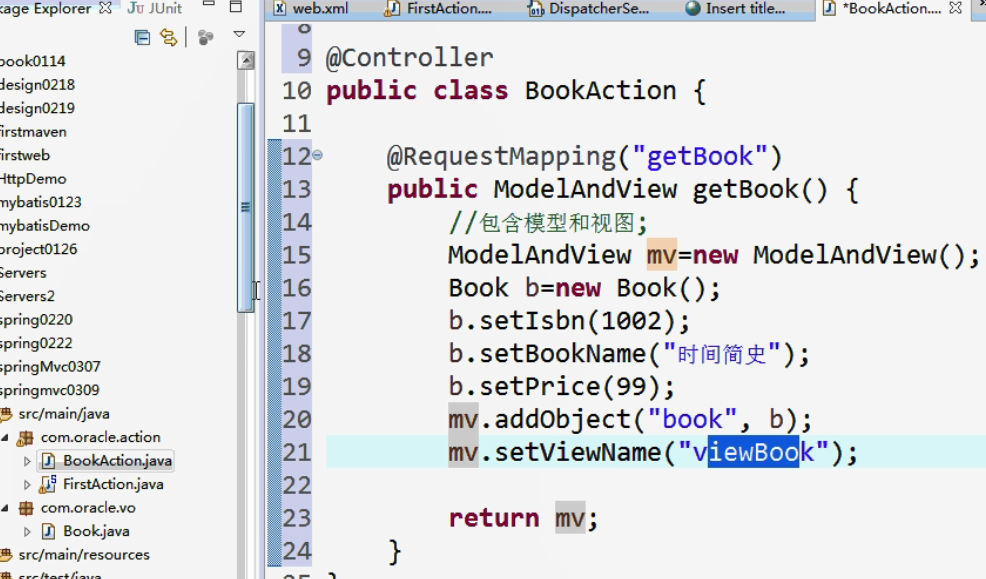 kage Explorer
JUnit
web.xml
FirstAction....
DispatcherSe...
Insert title...
*BookAction....
book0114
design0218
design0219
firstmaven
firstweb
HttpDemo
mybatis0123
mybatisDemo
project0126
Servers
Servers2
spring0220
spring0222
springMvc0307
springmvc0309
src/main/java
com.oracle.action
BookAction.java
FirstAction.java
com.oracle.vo
Book.java
src/main/resources
src/test/java
8
9 @Controller
10 public class BookAction {
11
12 @RequestMapping("getBook")
13 public ModelAndView getBook() {
14 //包含模型和视图;
15 ModelAndView mv=new ModelAndView();
16 Book b=new Book();
17 b.setIsbn(1002);
18 b.setBookName("时间简史");
19 b.setPrice(99);
20 mv.addObject("book", b);
21 mv.setViewName("viewBook");
22
23 return mv;
24 }
25 }